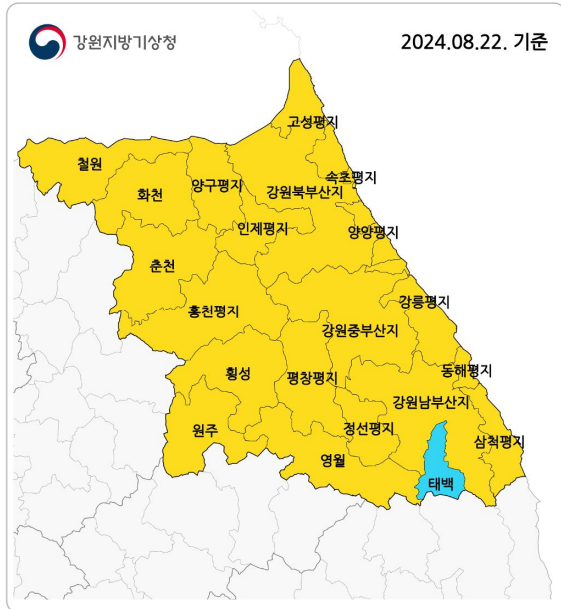 강원지방기상청
2024.08.22. 기준
고성평지
철원
속초평지
양구평지
화천
강원북부산지
인제평지
양양평지
춘천
강릉평지
홍천평지
강원중부산지
동해평지
횡성
평창평지
강원남부산지
원주
정선평지
삼척평지
영월
태백